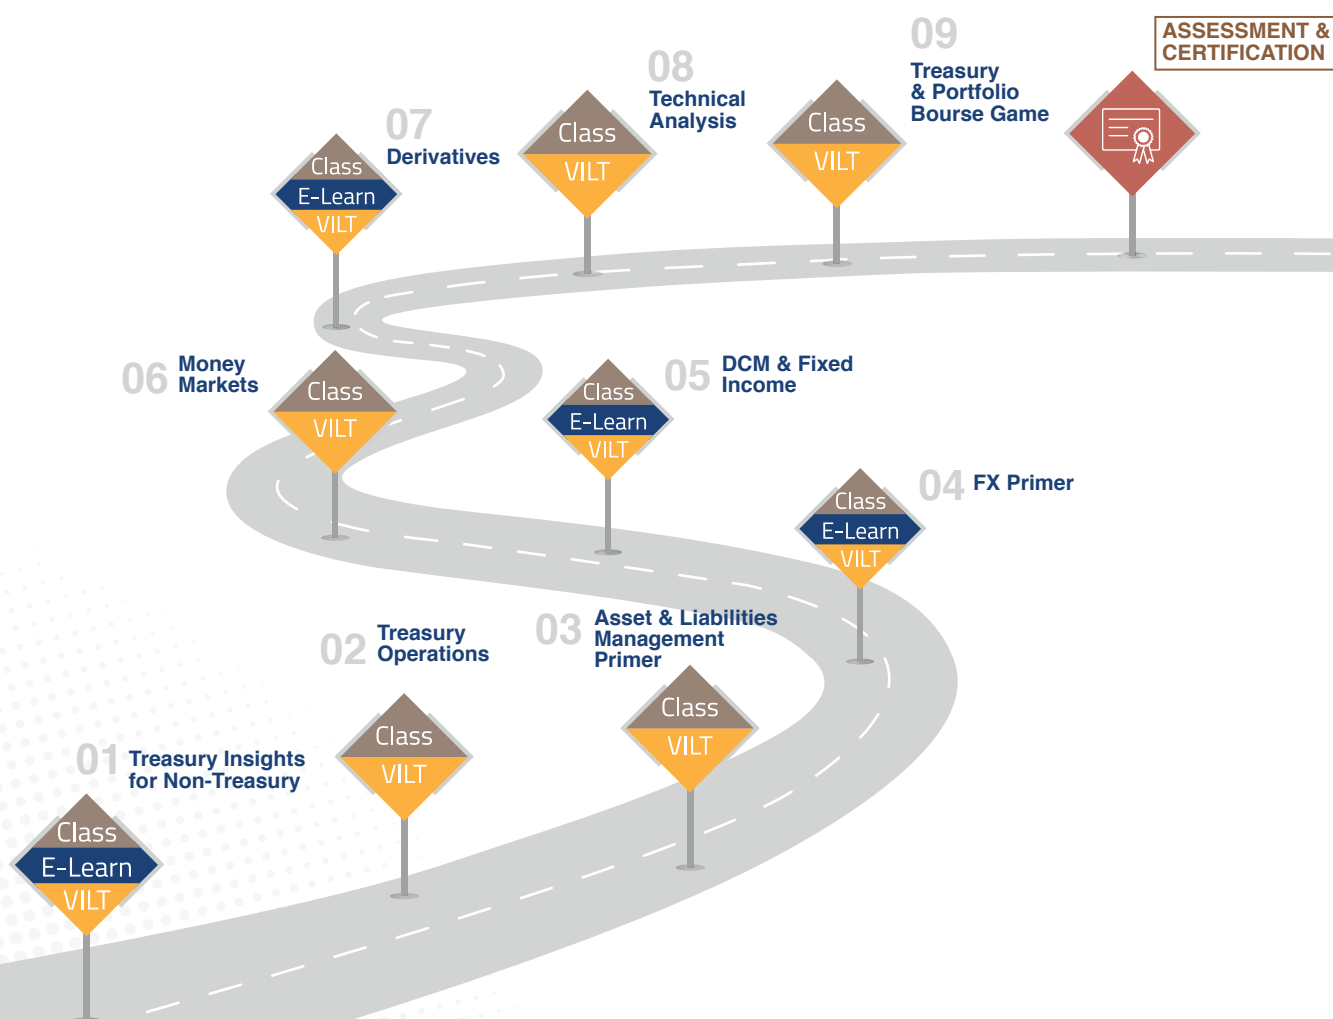 ASSESSMENT &
CERTIFICATION
09
Treasury
& Portfolio
Bourse Game
Class
VILT
08
Technical
Analysis
Class
VILT
07
Derivatives
Class
E-Learn
VILT
06
Money
Markets
Class
VILT
05
DCM & Fixed
Income
Class
E-Learn
VILT
04
FX Primer
Class
E-Learn
VILT
03
Asset & Liabilities
Management
Primer
Class
VILT
02
Treasury
Operations
Class
VILT
01
Treasury Insights
for Non-Treasury
Class
E-Learn
VILT